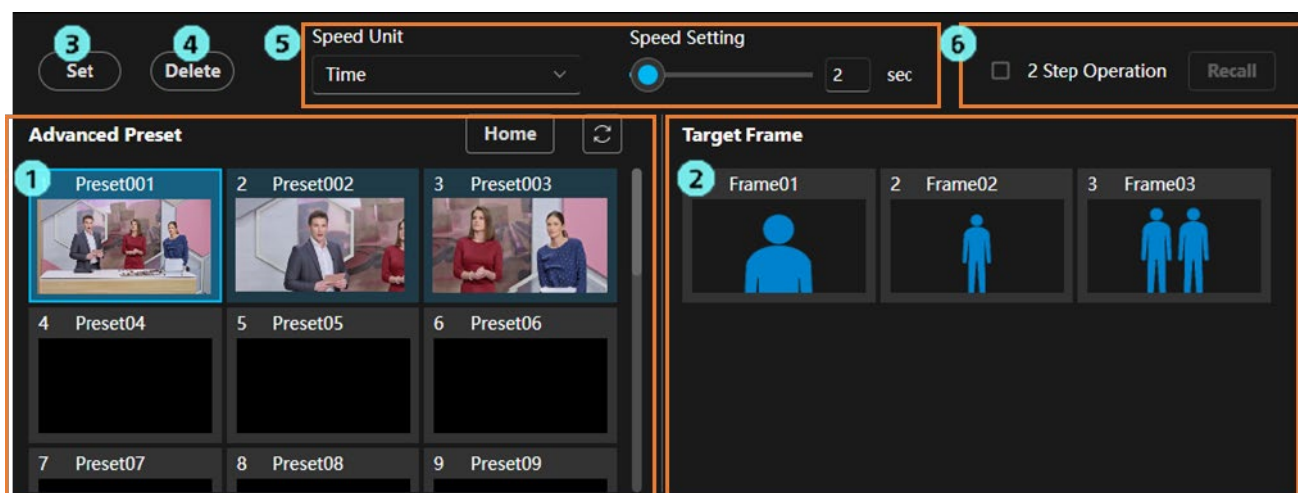 3 4 5 Speed Unit Speed Setting 6
Set Delete Time 2 sec 2 Step Operation Recall
Advanced Preset Home Target Frame
1 Preset001 2 Preset002 3 Preset003 2 Frame01 2 Frame02 3 Frame03
4 Preset04 5 Preset05 6 Preset06
7 Preset07 8 Preset08 9 Preset09